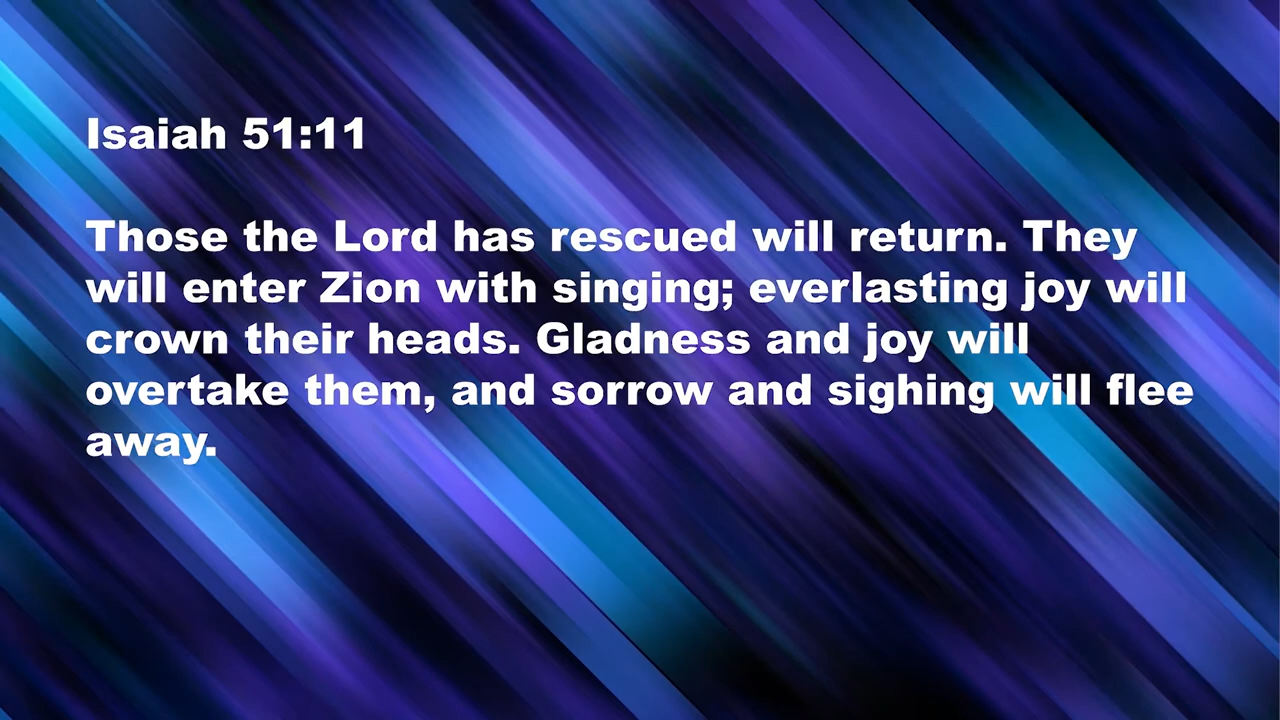 Isaiah 51:11
Those the Lord has rescued will return. They
will enter Zion with singing; everlasting joy will
crown their heads. Gladness and joy will
overtake them, and sorrow and sighing will flee
away.